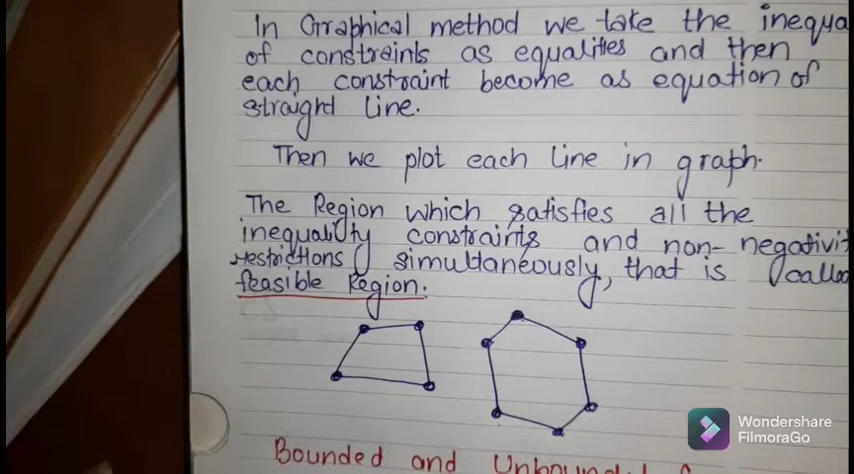 In Graphical method we take the inequa
of constraints as equalities and then
each constraint become as equation of
straight line.
Then we plot each line in graph.
The Region which satisfies all the
inequality constraints and non-negativit
restrictions simultaneously, that is called
feasible Region.
Bounded and Unbounded
Wondershare
FilmoraGo